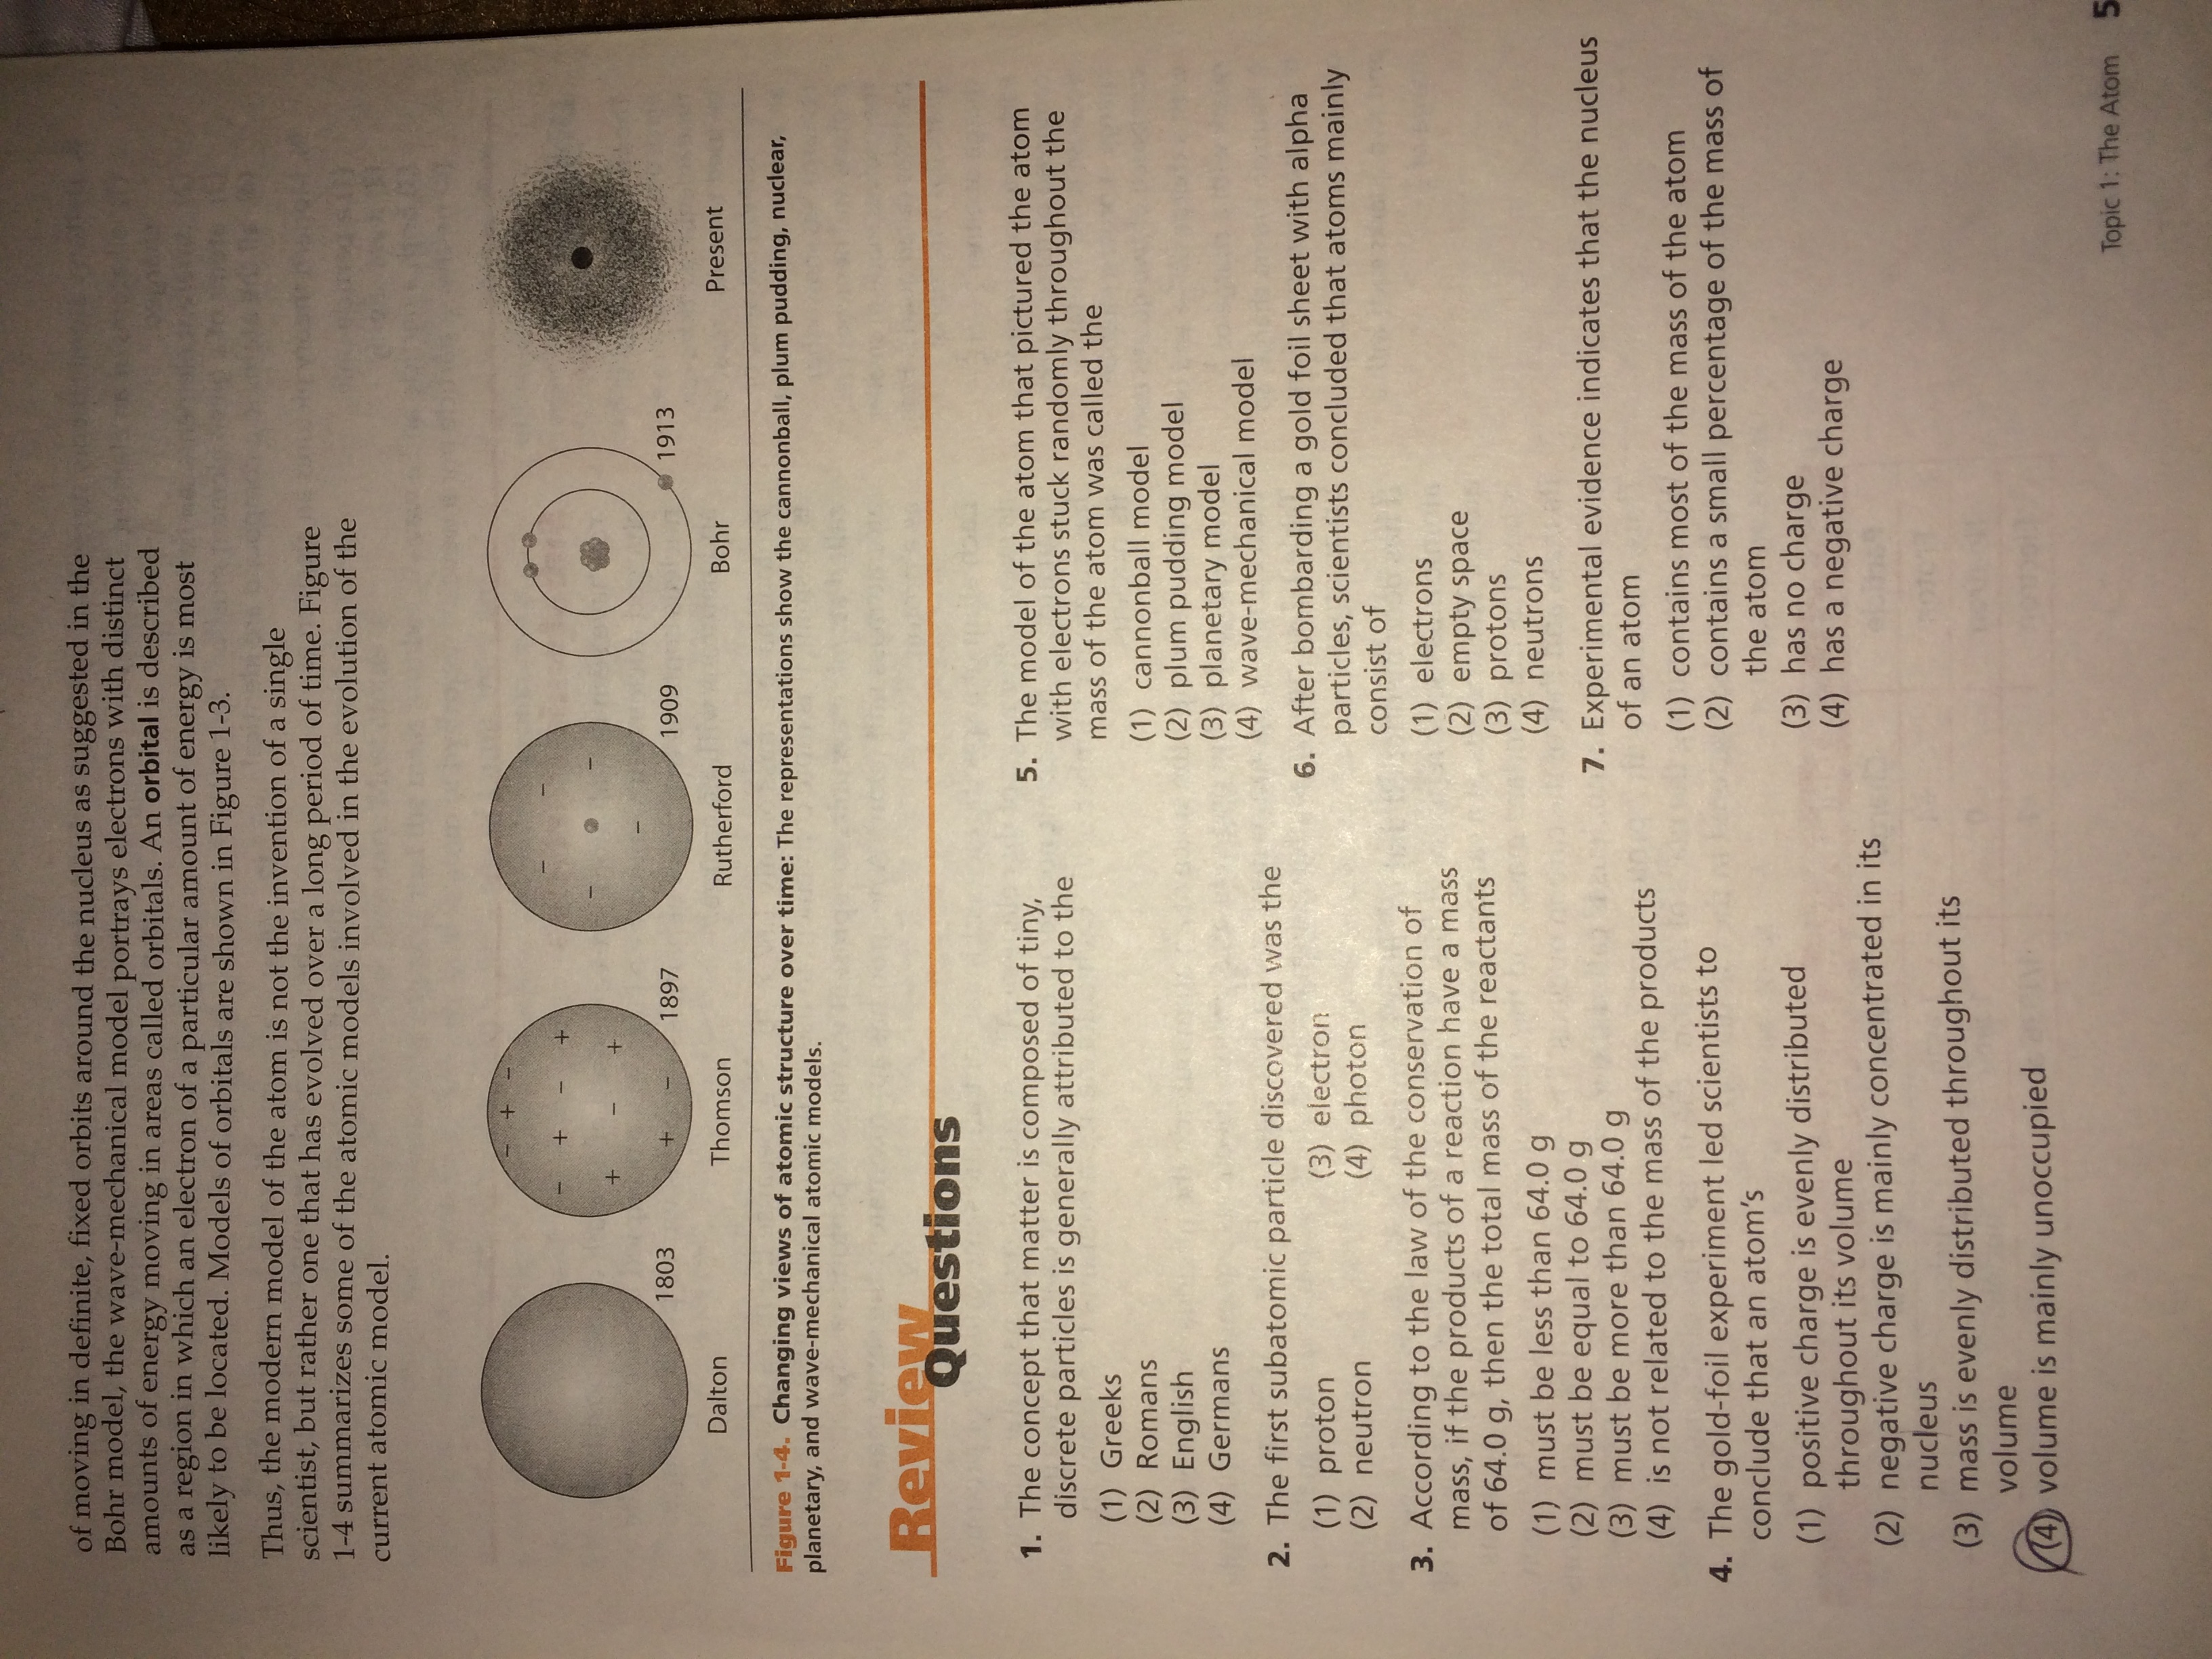 of moving in definite, fixed orbits around the nucleus as suggested in the
Bohr model, the wave-mechanical model portrays electrons with distinct
amounts of energy moving in areas called orbitals. An orbital is described
as a region in which an electron of a particular amount of energy is most
likely to be located. Models of orbitals are shown in Figure 1-3.
Thus, the modern model of the atom is not the invention of a single
scientist, but rather one that has evolved over a long period of time. Figure
1-4 summarizes some of the atomic models involved in the evolution of the
current atomic model.
− + −
− + − +
+ − +
+ −
− −
− −
−
1803
1897
1909
1913
Dalton
Thomson
Rutherford
Bohr
Present
Figure 1-4. Changing views of atomic structure over time: The representations show the cannonball, plum pudding, nuclear,
planetary, and wave-mechanical atomic models.
Review
Questions
1. The concept that matter is composed of tiny,
discrete particles is generally attributed to the
(1) Greeks
(2) Romans
(3) English
(4) Germans
2. The first subatomic particle discovered was the
(1) proton (3) electron
(2) neutron (4) photon
3. According to the law of the conservation of
mass, if the products of a reaction have a mass
of 64.0 g, then the total mass of the reactants
(1) must be less than 64.0 g
(2) must be equal to 64.0 g
(3) must be more than 64.0 g
(4) is not related to the mass of the products
4. The gold-foil experiment led scientists to
conclude that an atom's
(1) positive charge is evenly distributed
throughout its volume
(2) negative charge is mainly concentrated in its
nucleus
(3) mass is evenly distributed throughout its
volume
(4) volume is mainly unoccupied
5. The model of the atom that pictured the atom
with electrons stuck randomly throughout the
mass of the atom was called the
(1) cannonball model
(2) plum pudding model
(3) planetary model
(4) wave-mechanical model
6. After bombarding a gold foil sheet with alpha
particles, scientists concluded that atoms mainly
consist of
(1) electrons
(2) empty space
(3) protons
(4) neutrons
7. Experimental evidence indicates that the nucleus
of an atom
(1) contains most of the mass of the atom
(2) contains a small percentage of the mass of
the atom
(3) has no charge
(4) has a negative charge
Topic 1: The Atom 5